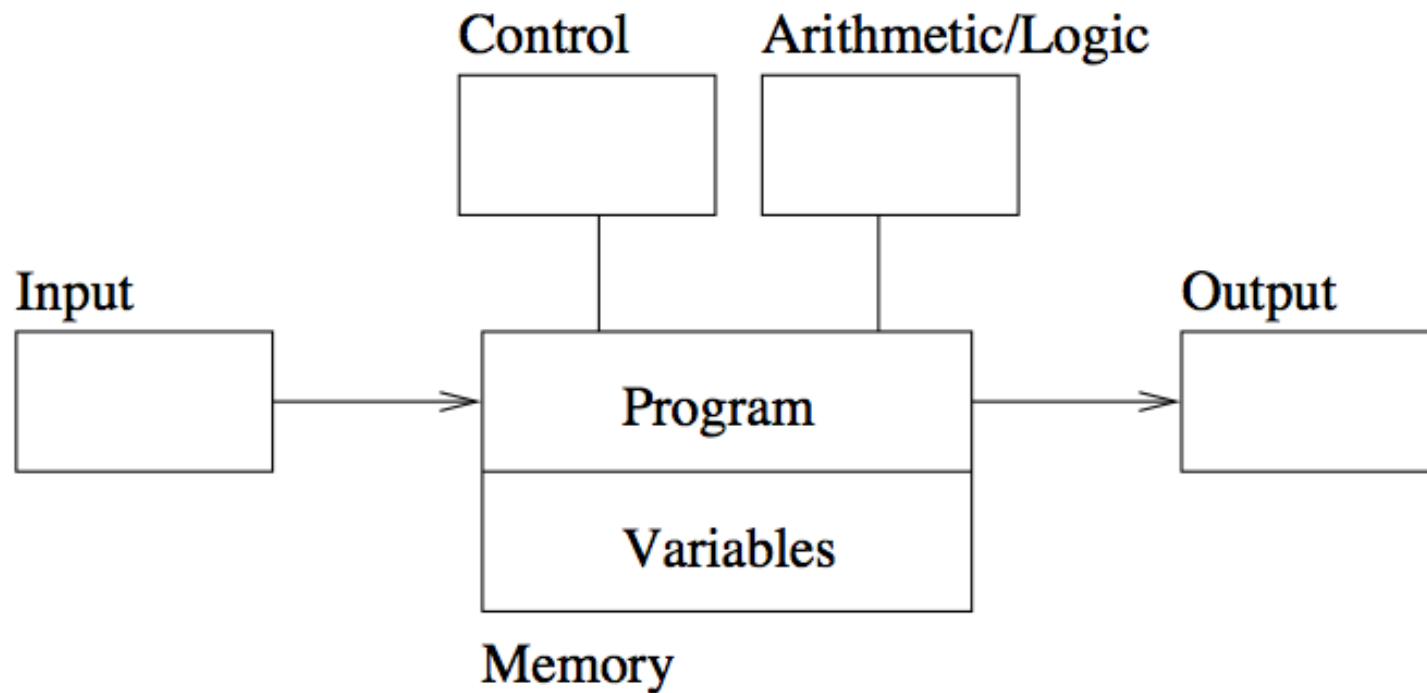 Control
Arithmetic/Logic
Input
Output
Program
Variables
Memory